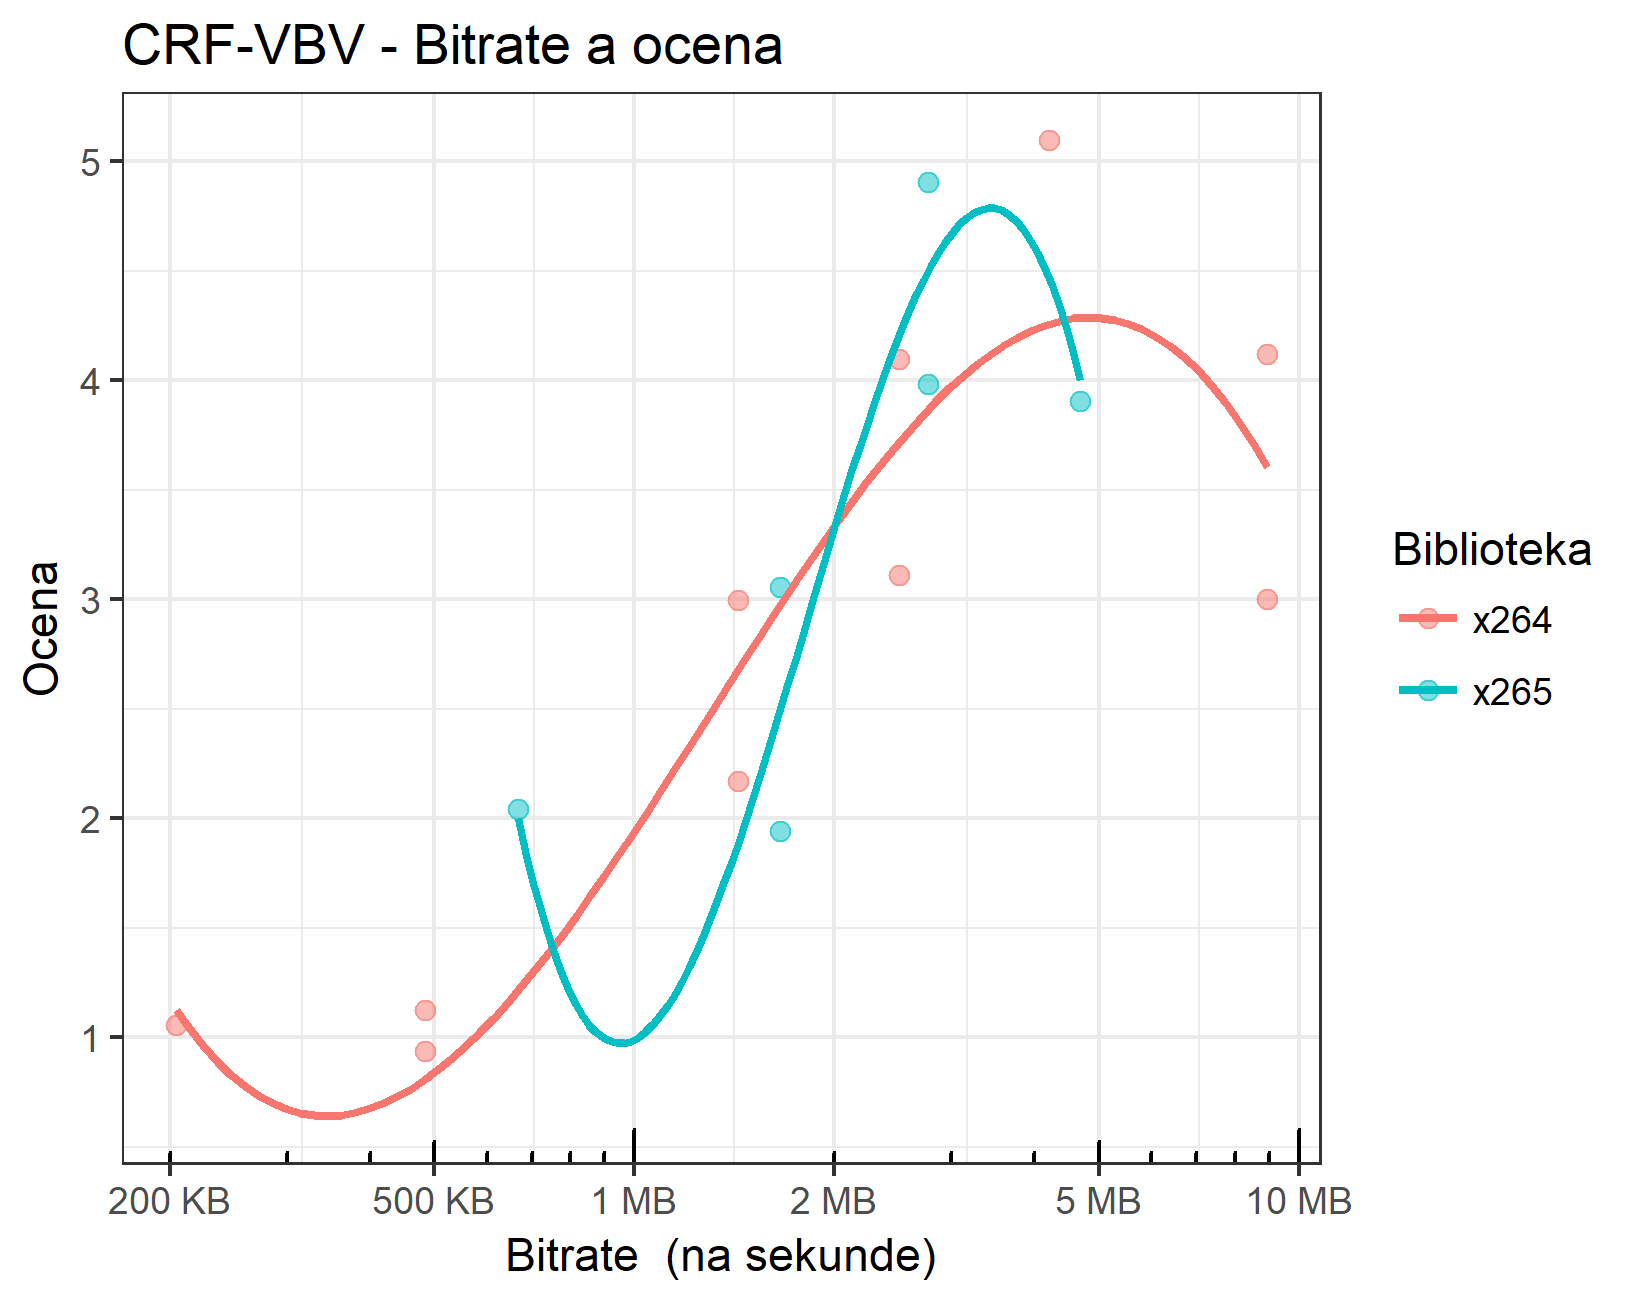 CRF-VBV - Bitrate a ocena
5
4
3
2
1
Ocena
200 KB 500 KB 1 MB 2 MB 5 MB 10 MB
Bitrate  (na sekunde)
Biblioteka
x264
x265